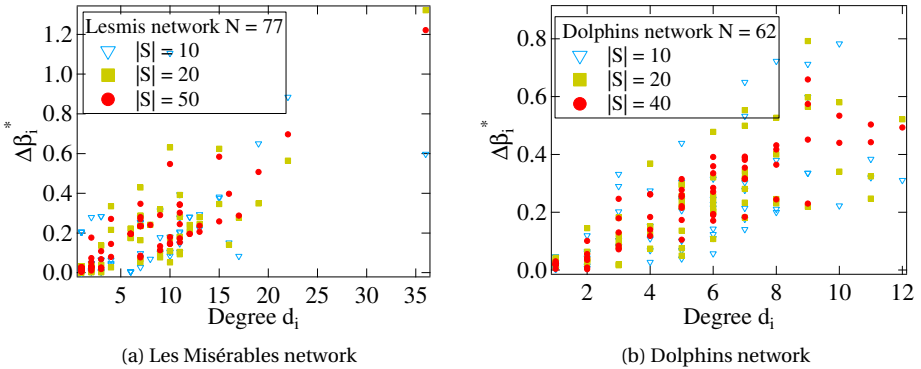 Lesmis network N = 77
|S| = 10
|S| = 20
|S| = 50
1.2
1.0
0.8
0.6
0.4
0.2
0.0
Δβi*
5 10 15 20 25 30 35
Degree di
(a) Les Misérables network
Dolphins network N = 62
|S| = 10
|S| = 20
|S| = 40
0.8
0.6
0.4
0.2
0.0
Δβi*
2 4 6 8 10 12
Degree di
(b) Dolphins network